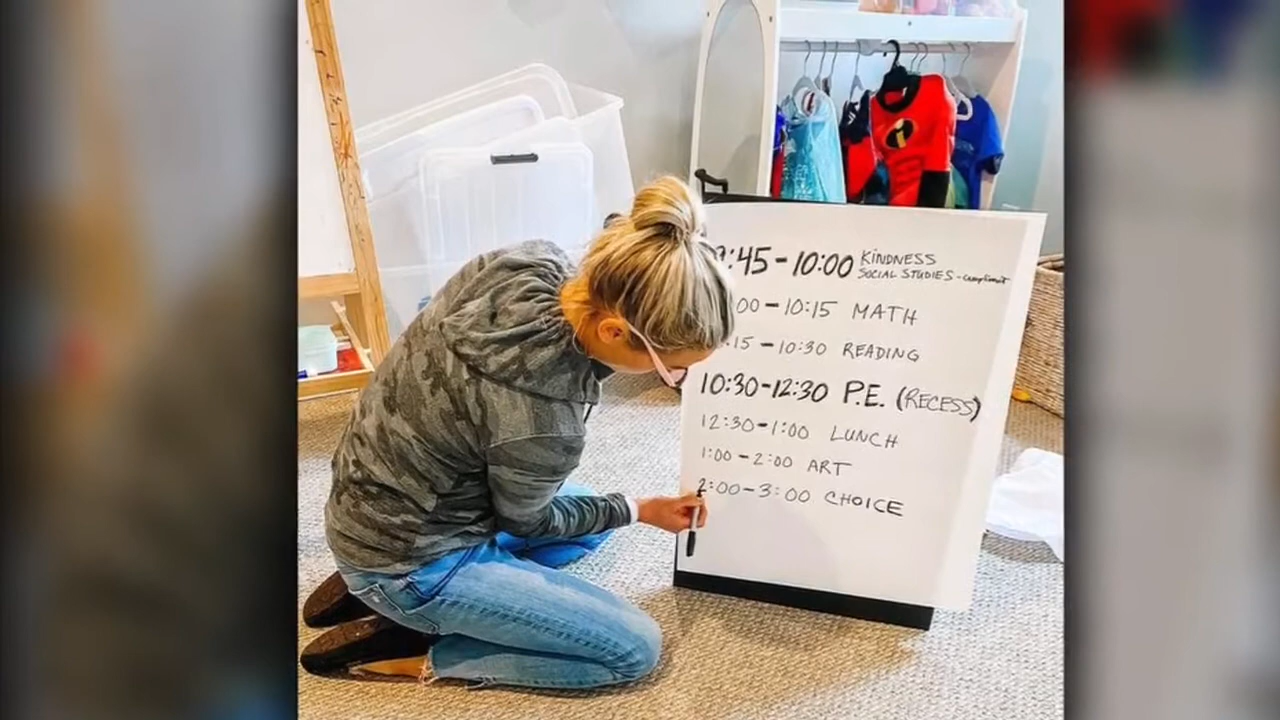 9:45-10:00 KINDNESS
SOCIAL STUDIES - compliment
:00-10:15 MATH
:15-10:30 READING
10:30-12:30 P.E. (RECESS)
12:30-1:00 LUNCH
1:00-2:00 ART
2:00-3:00 CHOICE